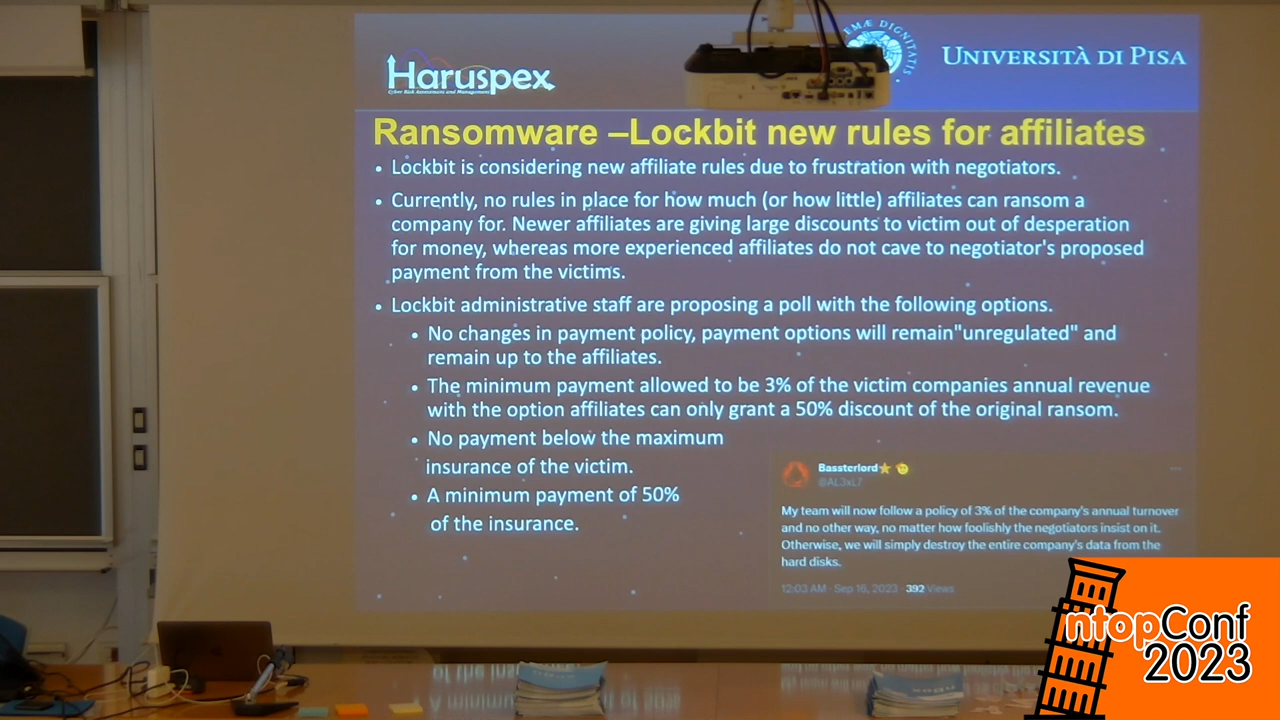 Haruspex
Cyber Risk Assessment and Management
EMÆ DIGNITATIS
UNIVERSITÀ DI PISA
Ransomware –Lockbit new rules for affiliates
• Lockbit is considering new affiliate rules due to frustration with negotiators.
• Currently, no rules in place for how much (or how little) affiliates can ransom a
company for. Newer affiliates are giving large discounts to victim out of desperation
for money, whereas more experienced affiliates do not cave to negotiator's proposed
payment from the victims.
• Lockbit administrative staff are proposing a poll with the following options.
• No changes in payment policy, payment options will remain"unregulated" and
remain up to the affiliates.
• The minimum payment allowed to be 3% of the victim companies annual revenue
with the option affiliates can only grant a 50% discount of the original ransom.
• No payment below the maximum
insurance of the victim.
• A minimum payment of 50%
of the insurance.
Bassterlord
@AL3xL7
My team will now follow a policy of 3% of the company's annual turnover
and no other way, no matter how foolishly the negotiators insist on it.
Otherwise, we will simply destroy the entire company's data from the
hard disks.
12:03 AM · Sep 16, 2023 · 392 Views
ntopConf
2023